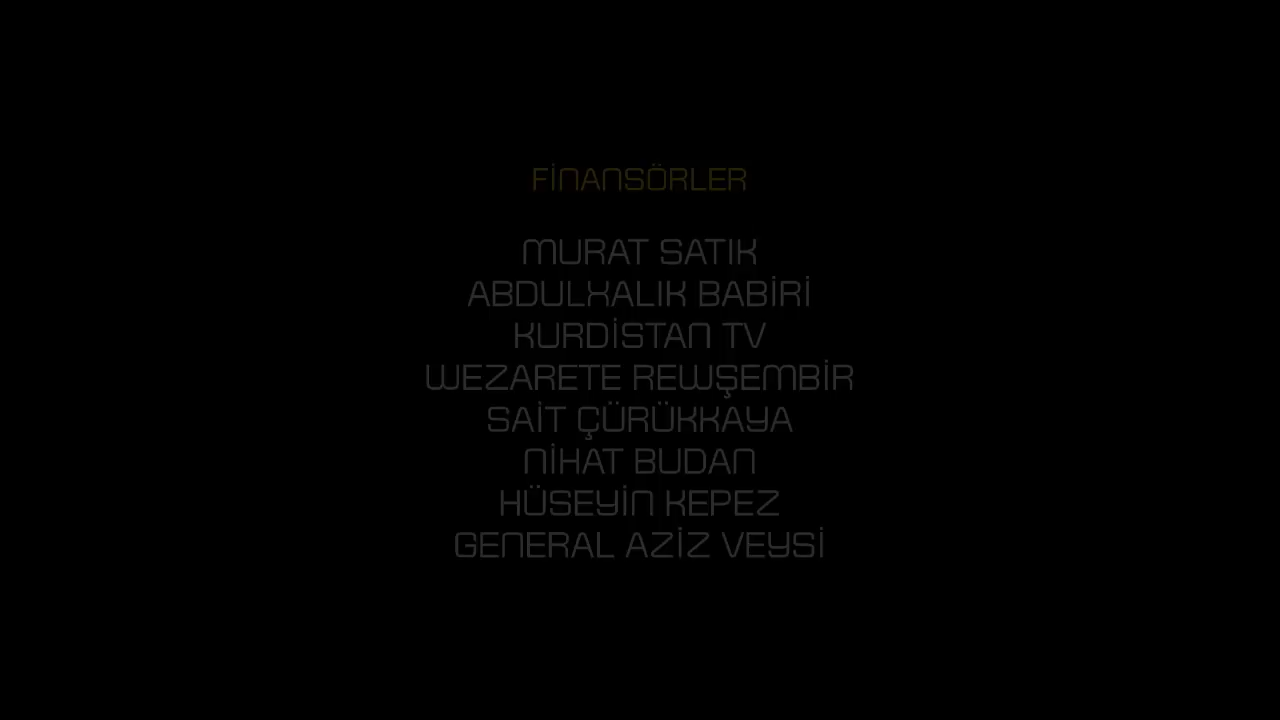 FİNANSÖRLER
MURAT SATIK
ABDULXALIK BABİRİ
KURDİSTAN TV
WEZARETE REWŞEMBİR
SAİT ÇÜRÜKKAYA
NİHAT BUDAN
HÜSEYİN KEPEZ
GENERAL AZİZ VEYSİ